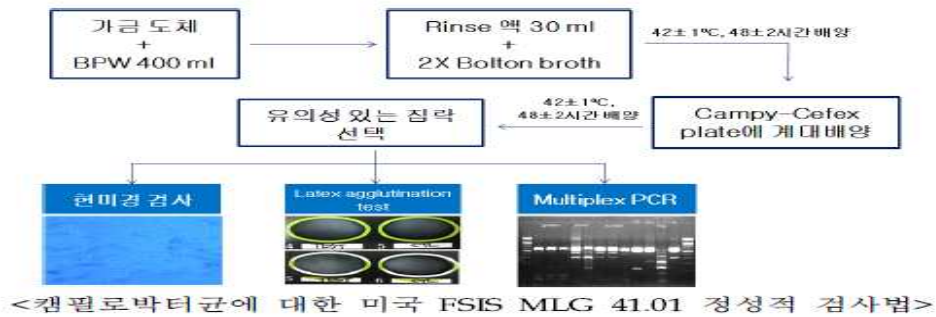 가금 도체
+
BPW 400 ml
Rinse 액 30 ml
+
2X Bolton broth
42±1℃, 48±2시간 배양
Campy-Cefex
plate에 계대배양
42±1℃,
48±2시간 배양
유의성 있는 집락
선택
현미경 검사
Latex agglutination
test
Multiplex PCR
<캠필로박터균에 대한 미국 FSIS MLG 41.01 정성적 검사법>